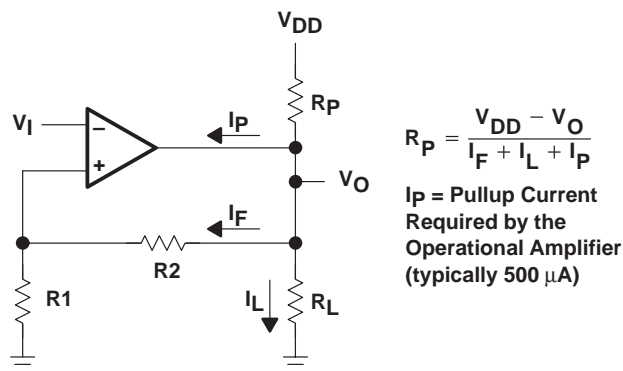 VDD
RP
IP
VI
−
+
VO
IF
R2
R1
IL
RL
RP = VDD − VO / IF + IL + IP
IP = Pullup Current
Required by the
Operational Amplifier
(typically 500 μA)